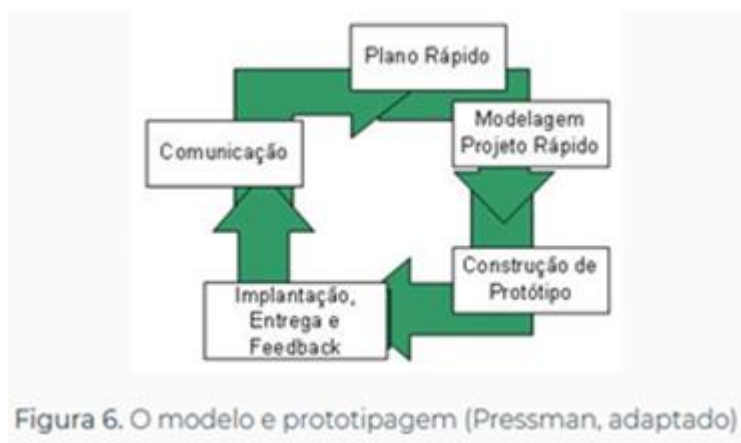 Plano Rápido
Modelagem
Projeto Rápido
Comunicação
Construção de
Protótipo
Implantação,
Entrega e
Feedback
Figura 6. O modelo e prototipagem (Pressman, adaptado)